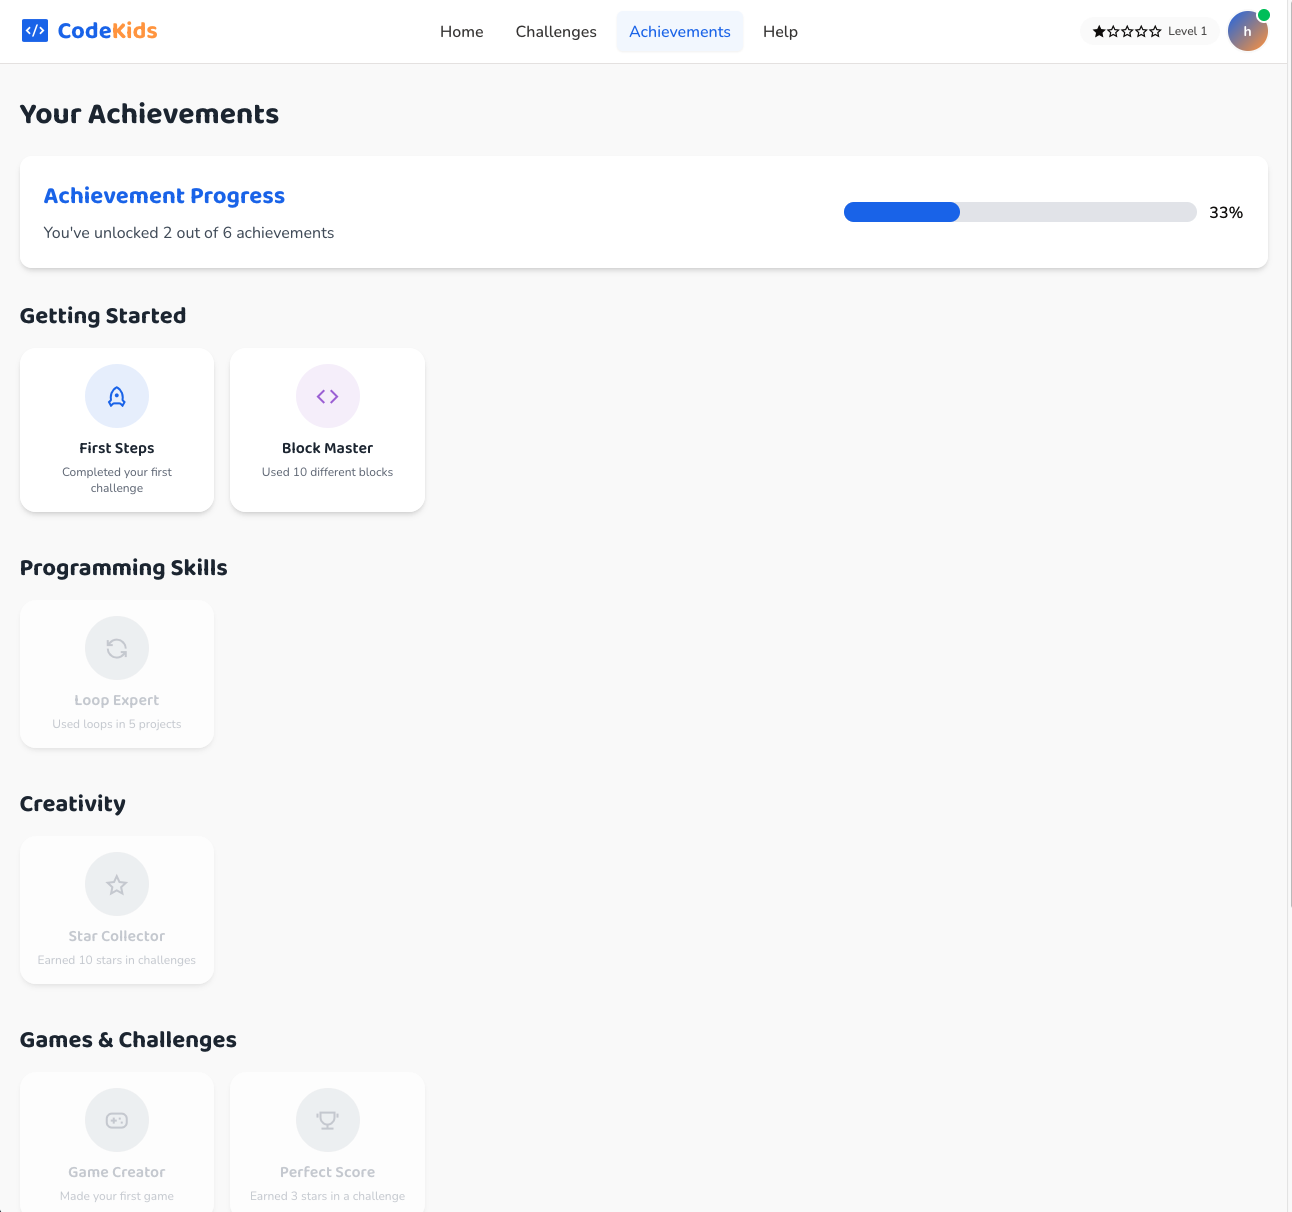 CodeKids
Home
Challenges
Achievements
Help
Level 1
h
Your Achievements
Achievement Progress
You've unlocked 2 out of 6 achievements
33%
Getting Started
First Steps
Completed your first
challenge
Block Master
Used 10 different blocks
Programming Skills
Loop Expert
Used loops in 5 projects
Creativity
Star Collector
Earned 10 stars in challenges
Games & Challenges
Game Creator
Made your first game
Perfect Score
Earned 3 stars in a challenge